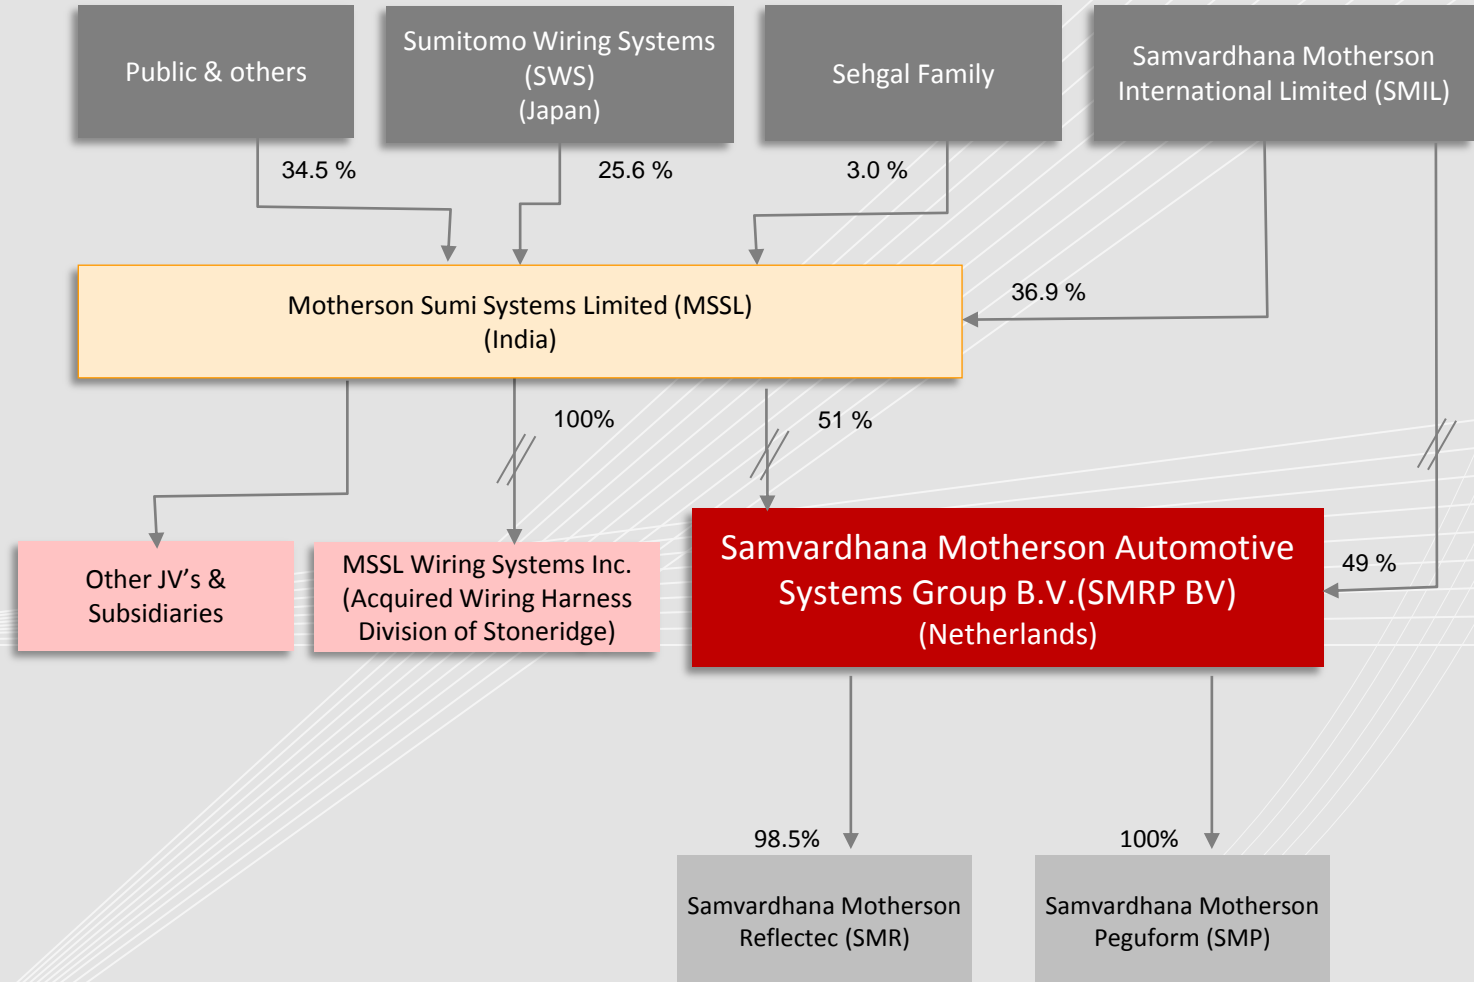 Public & others
Sumitomo Wiring Systems
(SWS)
(Japan)
Sehgal Family
Samvardhana Motherson
International Limited (SMIL)
34.5 %
25.6 %
3.0 %
Motherson Sumi Systems Limited (MSSL)
(India)
36.9 %
100%
51 %
Other JV’s &
Subsidiaries
MSSL Wiring Systems Inc.
(Acquired Wiring Harness
Division of Stoneridge)
Samvardhana Motherson Automotive
Systems Group B.V.(SMRP BV)
(Netherlands)
49 %
98.5%
100%
Samvardhana Motherson
Reflectec (SMR)
Samvardhana Motherson
Peguform (SMP)